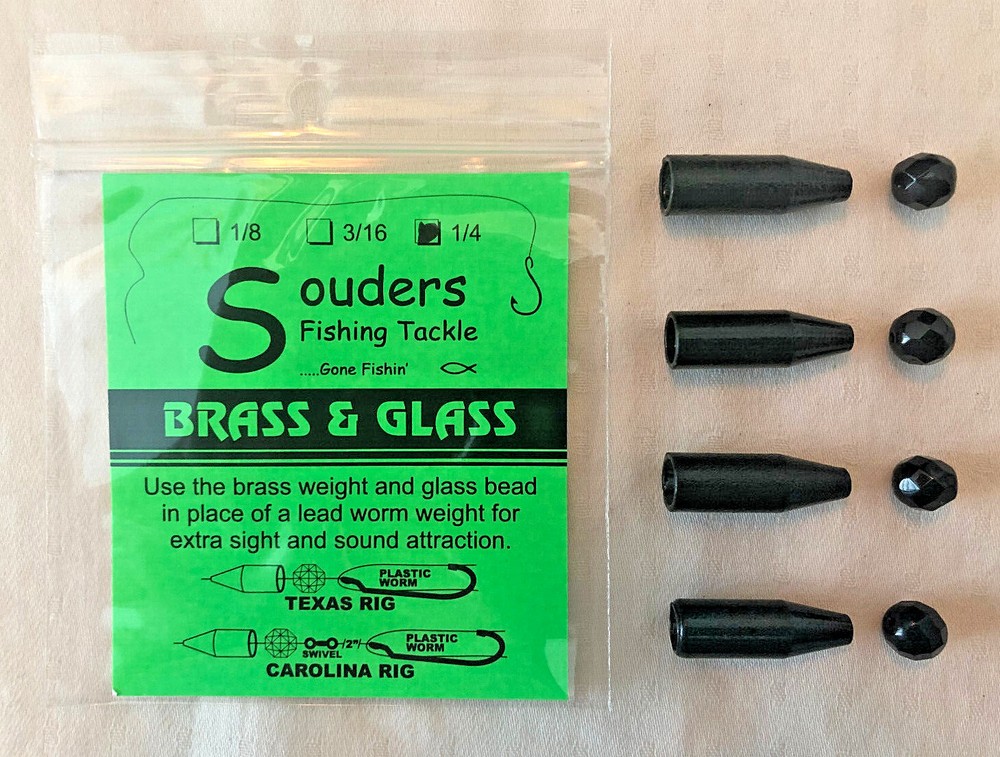 1/8 3/16 1/4
Souders
Fishing Tackle
.....Gone Fishin'
BRASS & GLASS
Use the brass weight and glass bead
in place of a lead worm weight for
extra sight and sound attraction.
PLASTIC
WORM
TEXAS RIG
PLASTIC
WORM
SWIVEL
/2"/
CAROLINA RIG